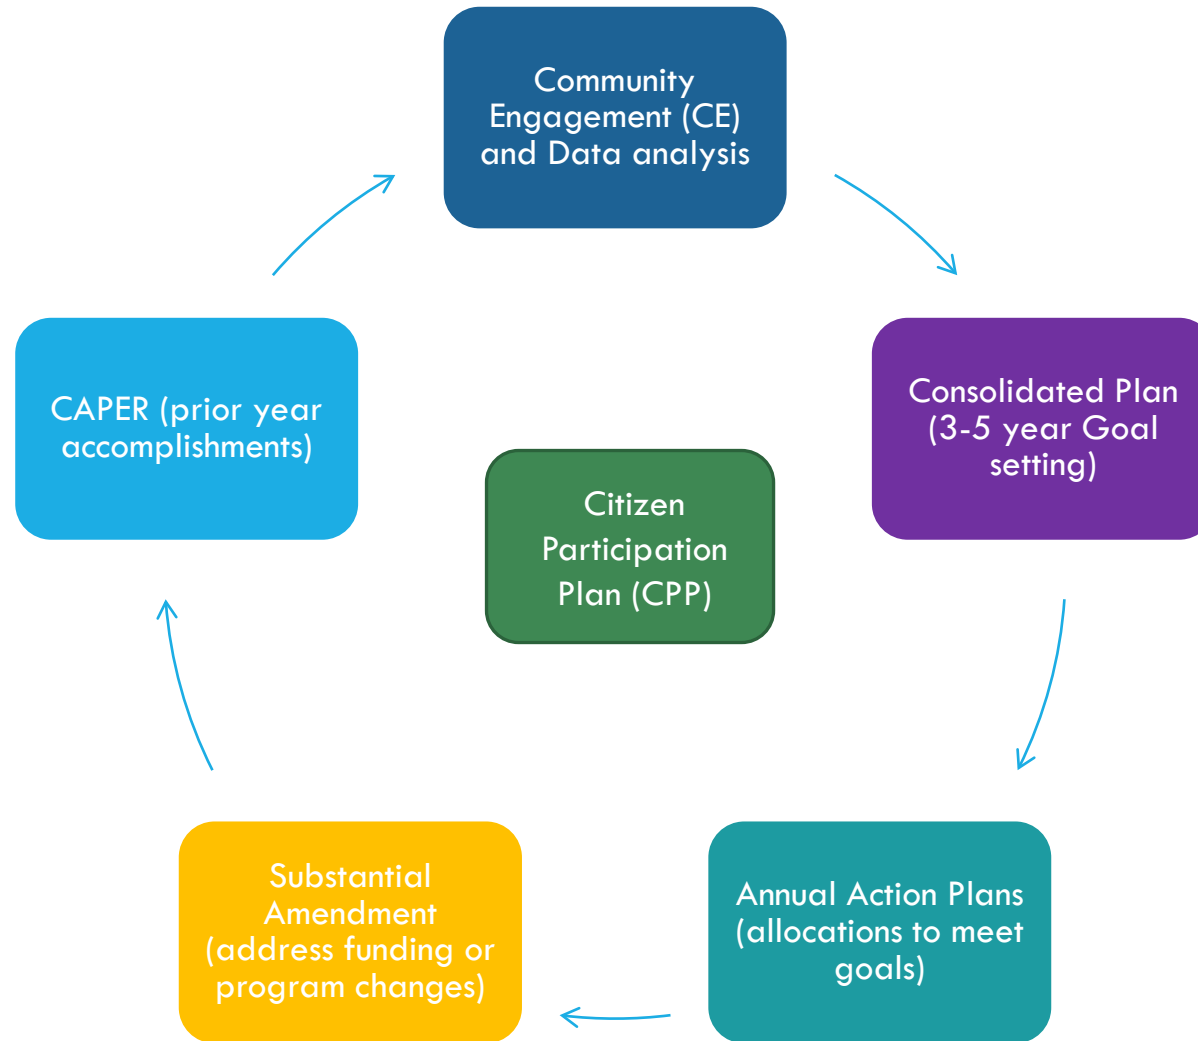 Community
Engagement (CE)
and Data analysis
Consolidated Plan
(3-5 year Goal
setting)
Annual Action Plans
(allocations to meet
goals)
Substantial
Amendment
(address funding or
program changes)
CAPER (prior year
accomplishments)
Citizen
Participation
Plan (CPP)